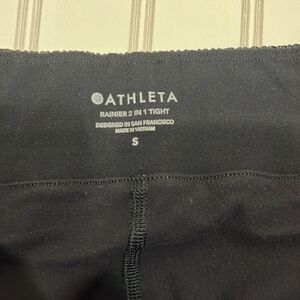 ATHLETA
RAINIER 2 IN 1 TIGHT
DESIGNED IN SAN FRANCISCO
MADE IN VIETNAM
S